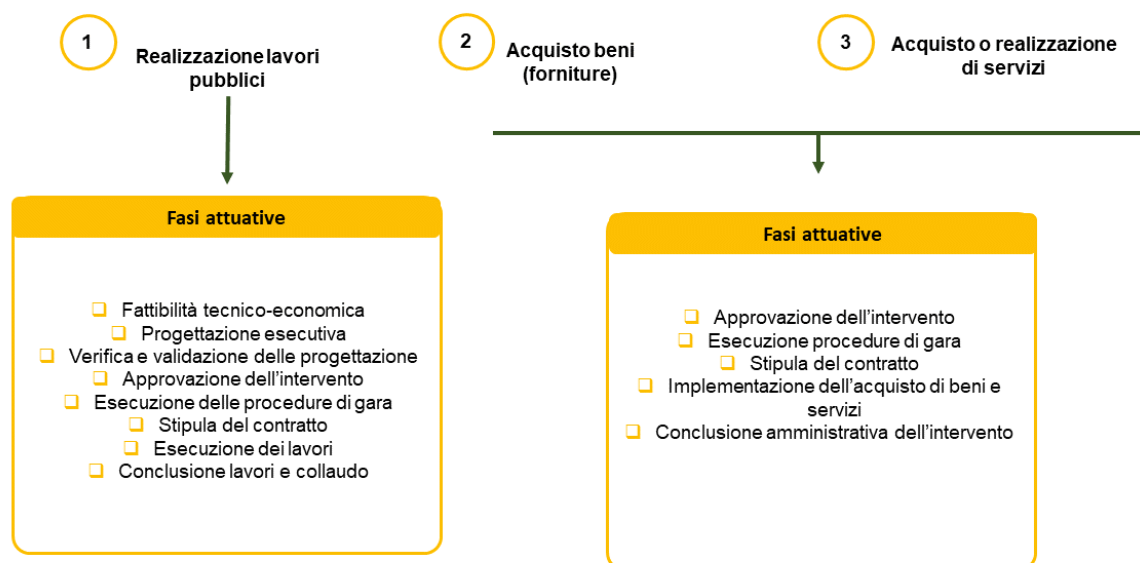 1
Realizzazione lavori
pubblici
2
Acquisto beni
(forniture)
3
Acquisto o realizzazione
di servizi
Fasi attuative
Fattibilità tecnico-economica
Progettazione esecutiva
Verifica e validazione delle progettazione
Approvazione dell'intervento
Esecuzione delle procedure di gara
Stipula del contratto
Esecuzione dei lavori
Conclusione lavori e collaudo
Fasi attuative
Approvazione dell'intervento
Esecuzione procedure di gara
Stipula del contratto
Implementazione dell'acquisto di beni e
servizi
Conclusione amministrativa dell'intervento